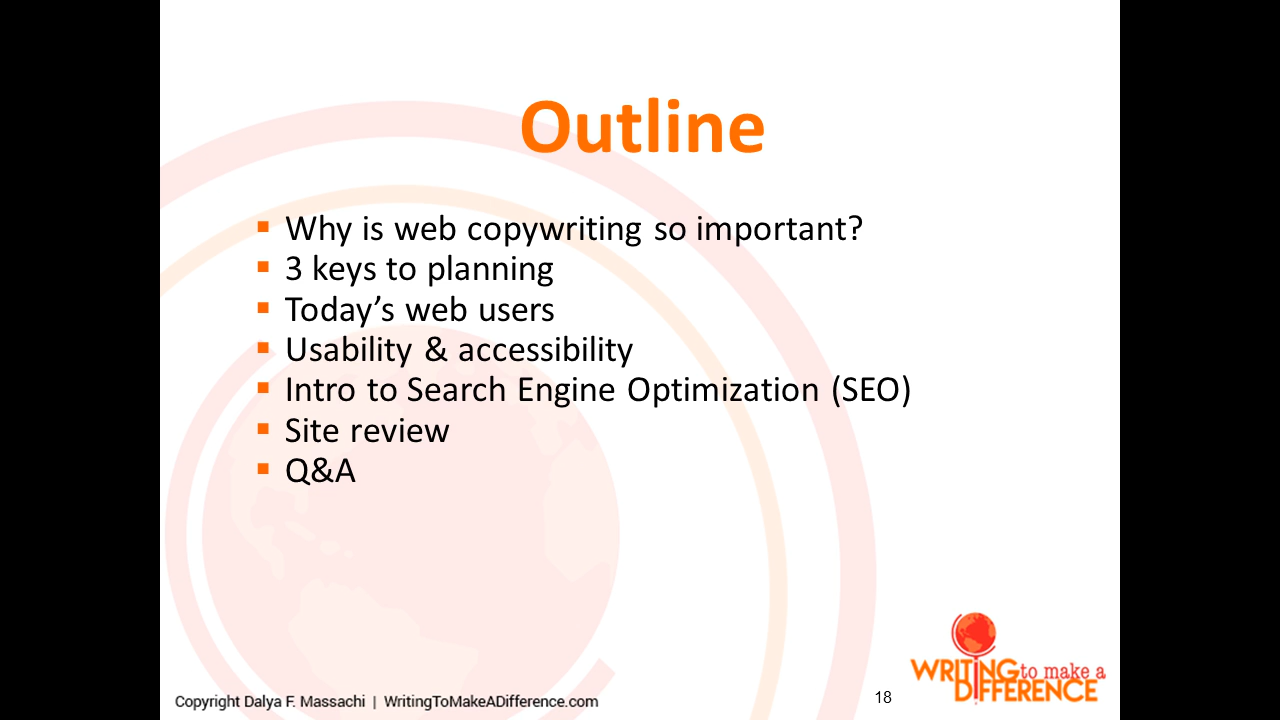 Outline
▪ Why is web copywriting so important?
▪ 3 keys to planning
▪ Today’s web users
▪ Usability & accessibility
▪ Intro to Search Engine Optimization (SEO)
▪ Site review
▪ Q&A
WRITING to make a
DIFFERENCE
Copyright Dalya F. Massachi | WritingToMakeADifference.com
18